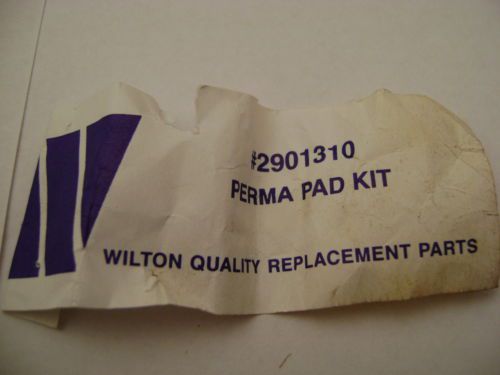 #2901310
PERMA PAD KIT
WILTON QUALITY REPLACEMENT PARTS